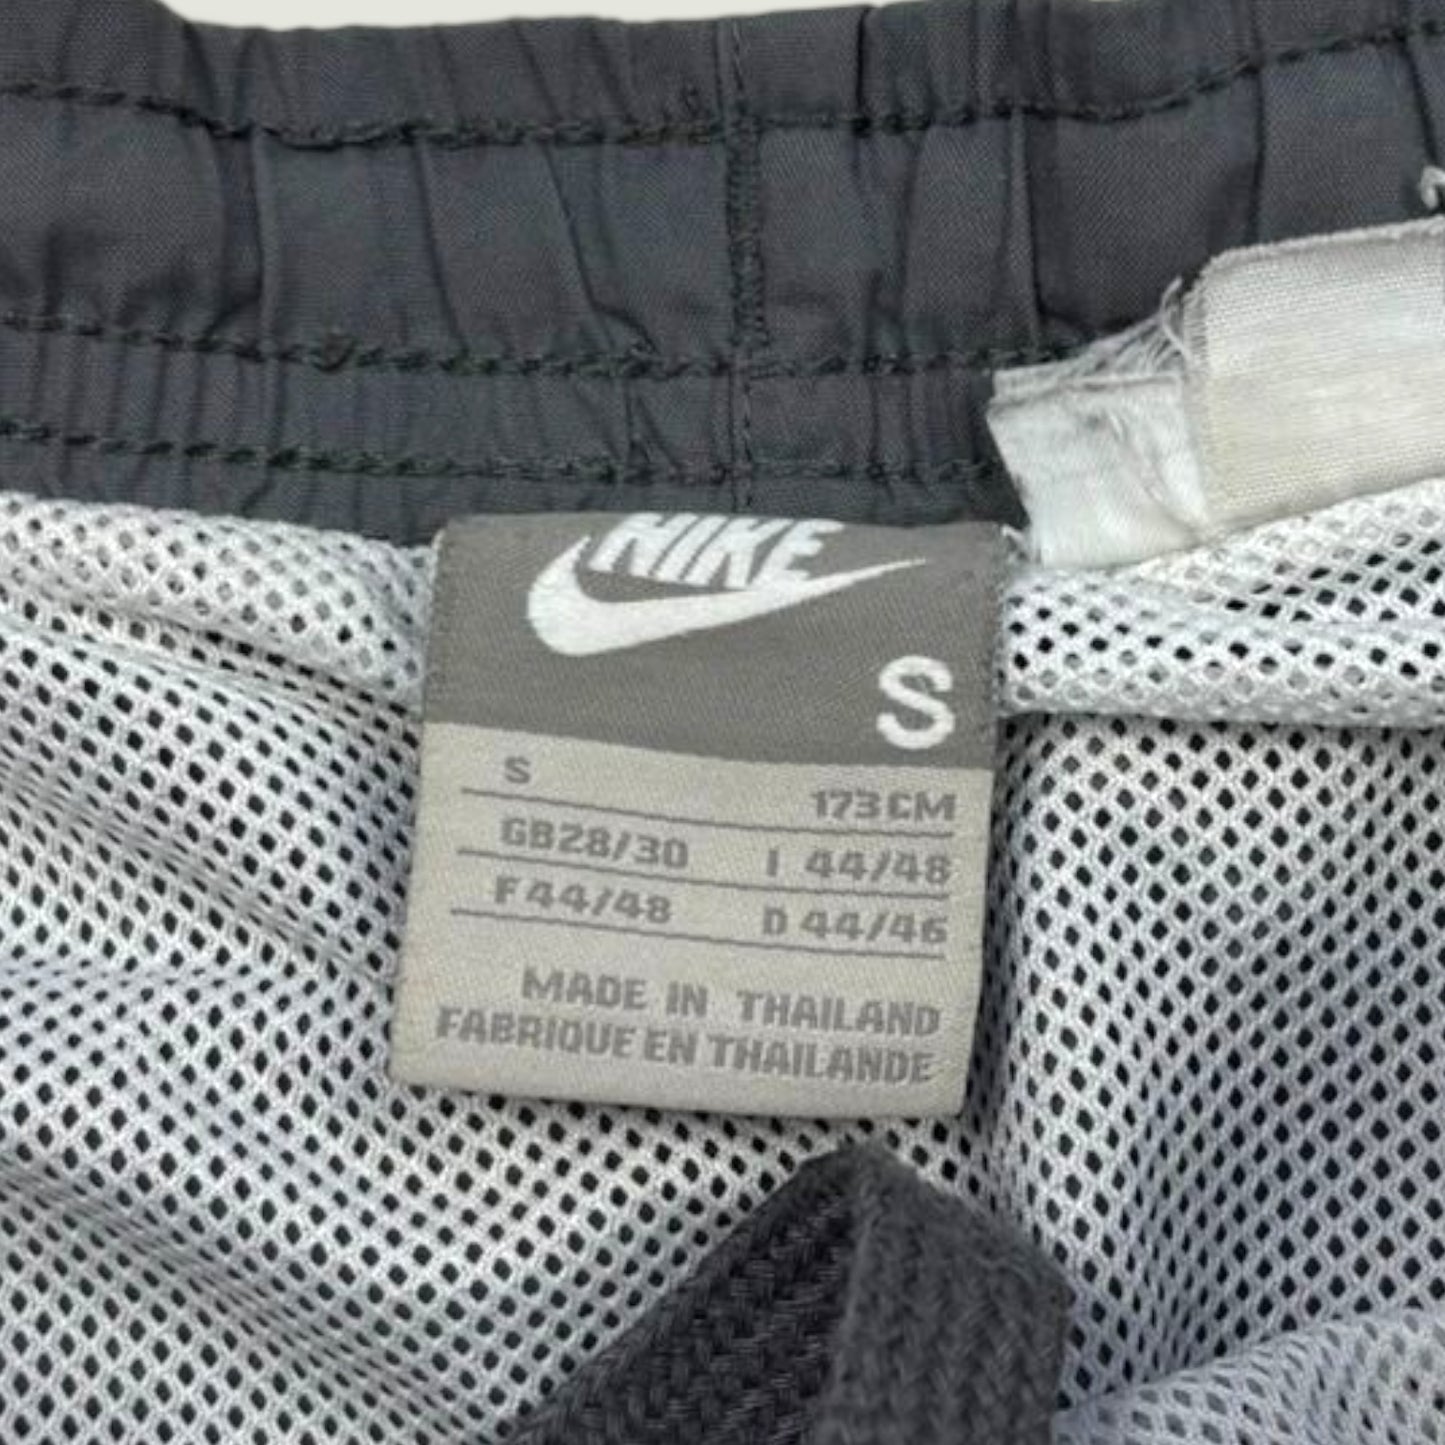 NIKE
S
S 173CM
GB28/30 I 44/48
F44/48 D 44/46
MADE IN THAILAND
FABRIQUE EN THAILANDE